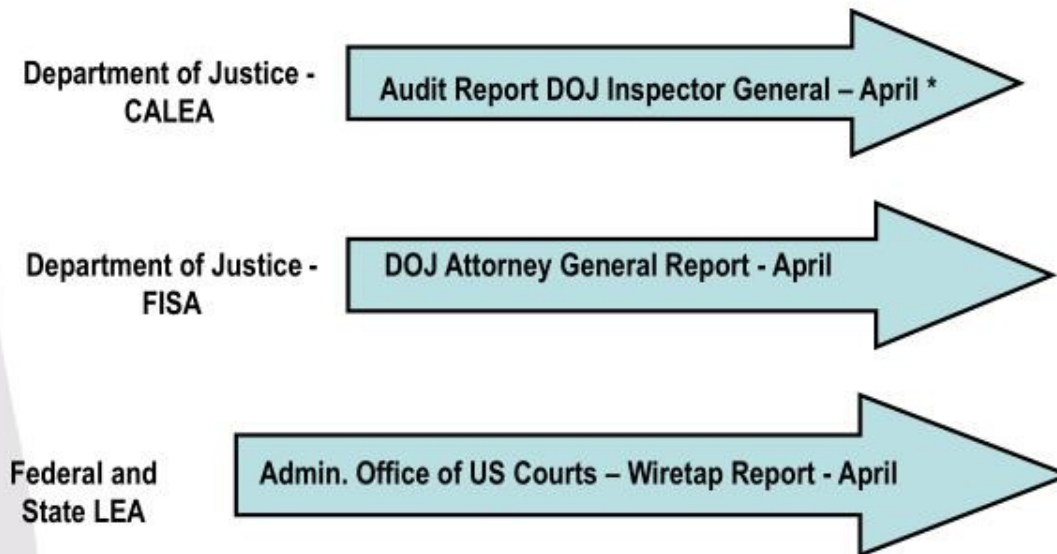 Department of Justice -
CALEA
Audit Report DOJ Inspector General – April *
Department of Justice -
FISA
DOJ Attorney General Report - April
Federal and
State LEA
Admin. Office of US Courts – Wiretap Report - April